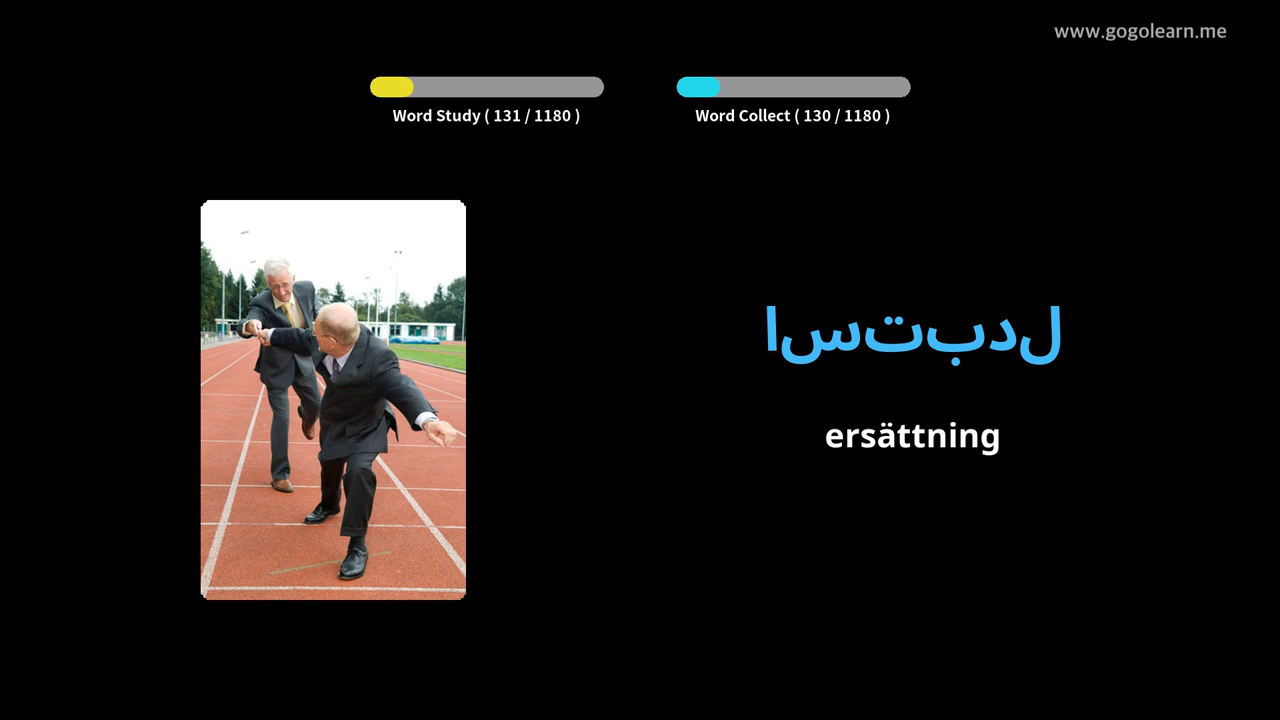 www.gogolearn.me
Word Study ( 131 / 1180 )
Word Collect ( 130 / 1180 )
استبدل
ersättning